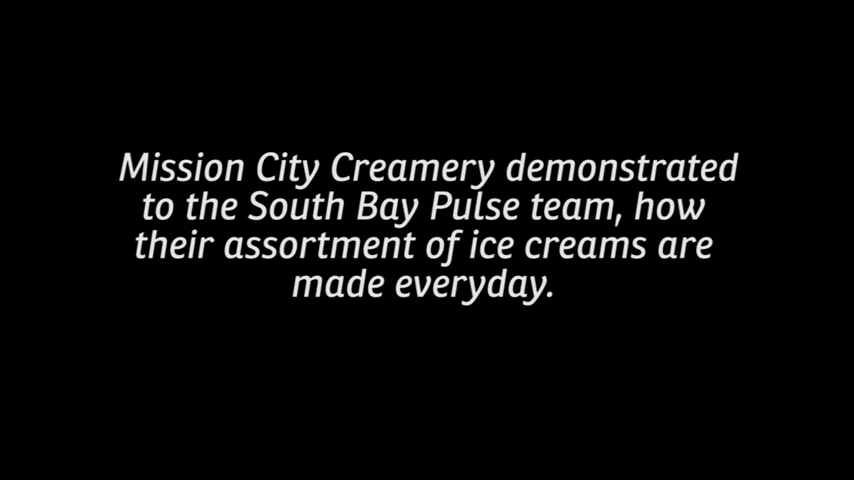 Mission City Creamery demonstrated
to the South Bay Pulse team, how
their assortment of ice creams are
made everyday.